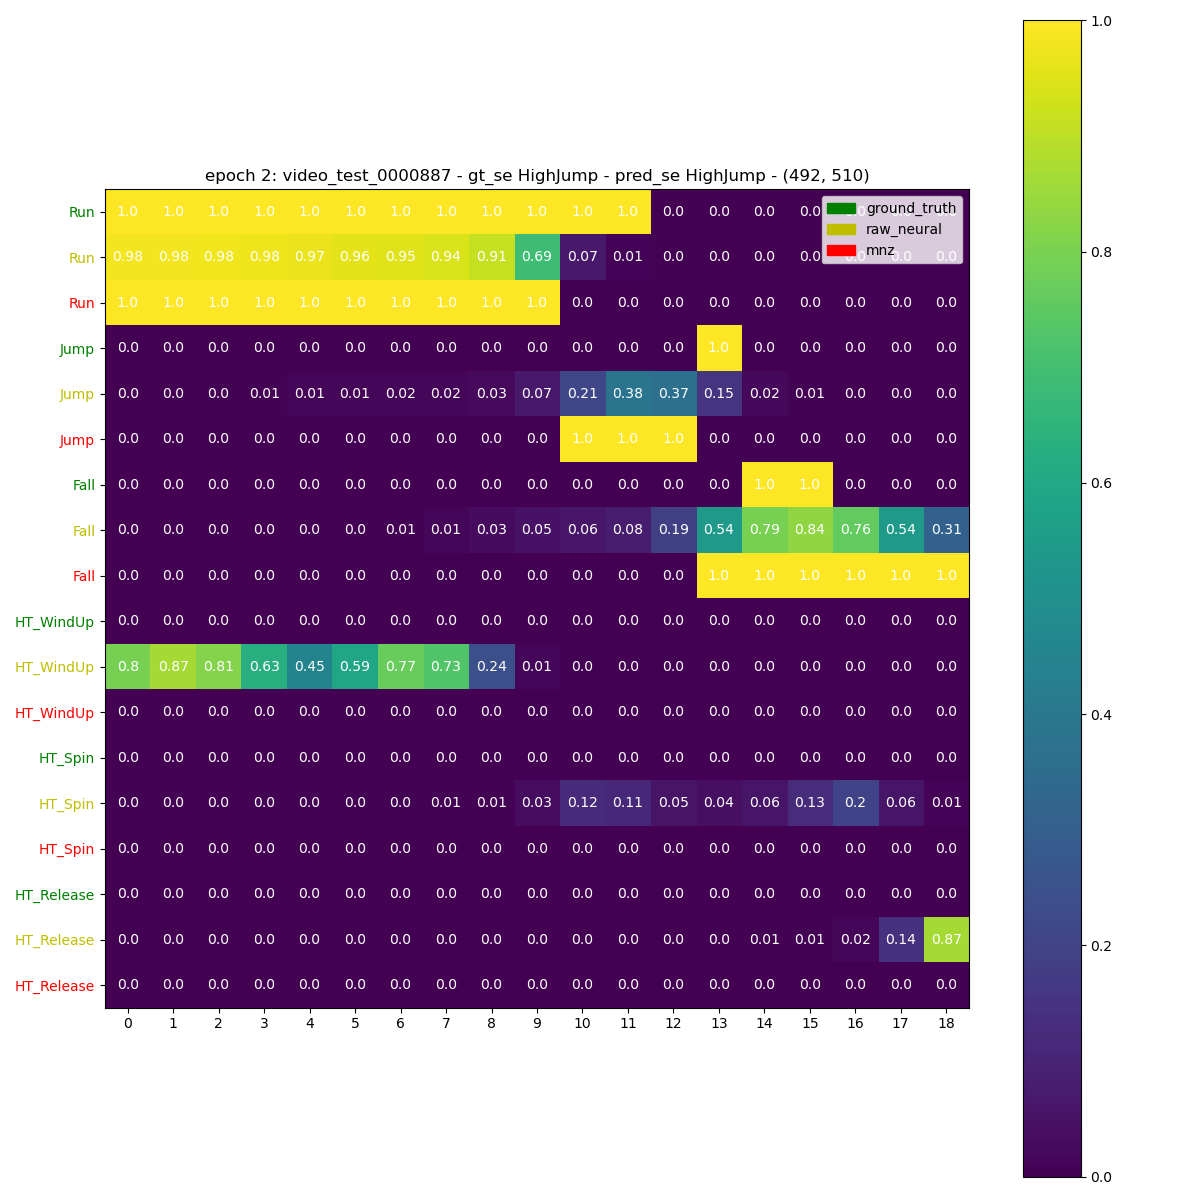 epoch 2: video_test_0000887 - gt_se HighJump - pred_se HighJump - (492, 510)
ground_truth
raw_neural
mnz
Run 1.0 1.0 1.0 1.0 1.0 1.0 1.0 1.0 1.0 1.0 1.0 1.0 0.0 0.0 0.0 0.0
Run 0.98 0.98 0.98 0.98 0.97 0.96 0.95 0.94 0.91 0.69 0.07 0.01 0.0 0.0 0.0 0.0 0.0 0.0 0.0
Run 1.0 1.0 1.0 1.0 1.0 1.0 1.0 1.0 1.0 1.0 0.0 0.0 0.0 0.0 0.0 0.0 0.0 0.0 0.0
Jump 0.0 0.0 0.0 0.0 0.0 0.0 0.0 0.0 0.0 0.0 0.0 0.0 0.0 1.0 0.0 0.0 0.0 0.0 0.0
Jump 0.0 0.0 0.0 0.01 0.01 0.01 0.02 0.02 0.03 0.07 0.21 0.38 0.37 0.15 0.02 0.01 0.0 0.0 0.0
Jump 0.0 0.0 0.0 0.0 0.0 0.0 0.0 0.0 0.0 0.0 1.0 1.0 1.0 0.0 0.0 0.0 0.0 0.0 0.0
Fall 0.0 0.0 0.0 0.0 0.0 0.0 0.0 0.0 0.0 0.0 0.0 0.0 0.0 0.0 1.0 1.0 0.0 0.0 0.0
Fall 0.0 0.0 0.0 0.0 0.0 0.0 0.01 0.01 0.03 0.05 0.06 0.08 0.19 0.54 0.79 0.84 0.76 0.54 0.31
Fall 0.0 0.0 0.0 0.0 0.0 0.0 0.0 0.0 0.0 0.0 0.0 0.0 0.0 1.0 1.0 1.0 1.0 1.0 1.0
HT_WindUp 0.0 0.0 0.0 0.0 0.0 0.0 0.0 0.0 0.0 0.0 0.0 0.0 0.0 0.0 0.0 0.0 0.0 0.0 0.0
HT_WindUp 0.8 0.87 0.81 0.63 0.45 0.59 0.77 0.73 0.24 0.01 0.0 0.0 0.0 0.0 0.0 0.0 0.0 0.0 0.0
HT_WindUp 0.0 0.0 0.0 0.0 0.0 0.0 0.0 0.0 0.0 0.0 0.0 0.0 0.0 0.0 0.0 0.0 0.0 0.0 0.0
HT_Spin 0.0 0.0 0.0 0.0 0.0 0.0 0.0 0.0 0.0 0.0 0.0 0.0 0.0 0.0 0.0 0.0 0.0 0.0 0.0
HT_Spin 0.0 0.0 0.0 0.0 0.0 0.0 0.0 0.01 0.01 0.03 0.12 0.11 0.05 0.04 0.06 0.13 0.2 0.06 0.01
HT_Spin 0.0 0.0 0.0 0.0 0.0 0.0 0.0 0.0 0.0 0.0 0.0 0.0 0.0 0.0 0.0 0.0 0.0 0.0 0.0
HT_Release 0.0 0.0 0.0 0.0 0.0 0.0 0.0 0.0 0.0 0.0 0.0 0.0 0.0 0.0 0.0 0.0 0.0 0.0 0.0
HT_Release 0.0 0.0 0.0 0.0 0.0 0.0 0.0 0.0 0.0 0.0 0.0 0.0 0.0 0.0 0.01 0.01 0.02 0.14 0.87
HT_Release 0.0 0.0 0.0 0.0 0.0 0.0 0.0 0.0 0.0 0.0 0.0 0.0 0.0 0.0 0.0 0.0 0.0 0.0 0.0
0 1 2 3 4 5 6 7 8 9 10 11 12 13 14 15 16 17 18
1.0
0.8
0.6
0.4
0.2
0.0